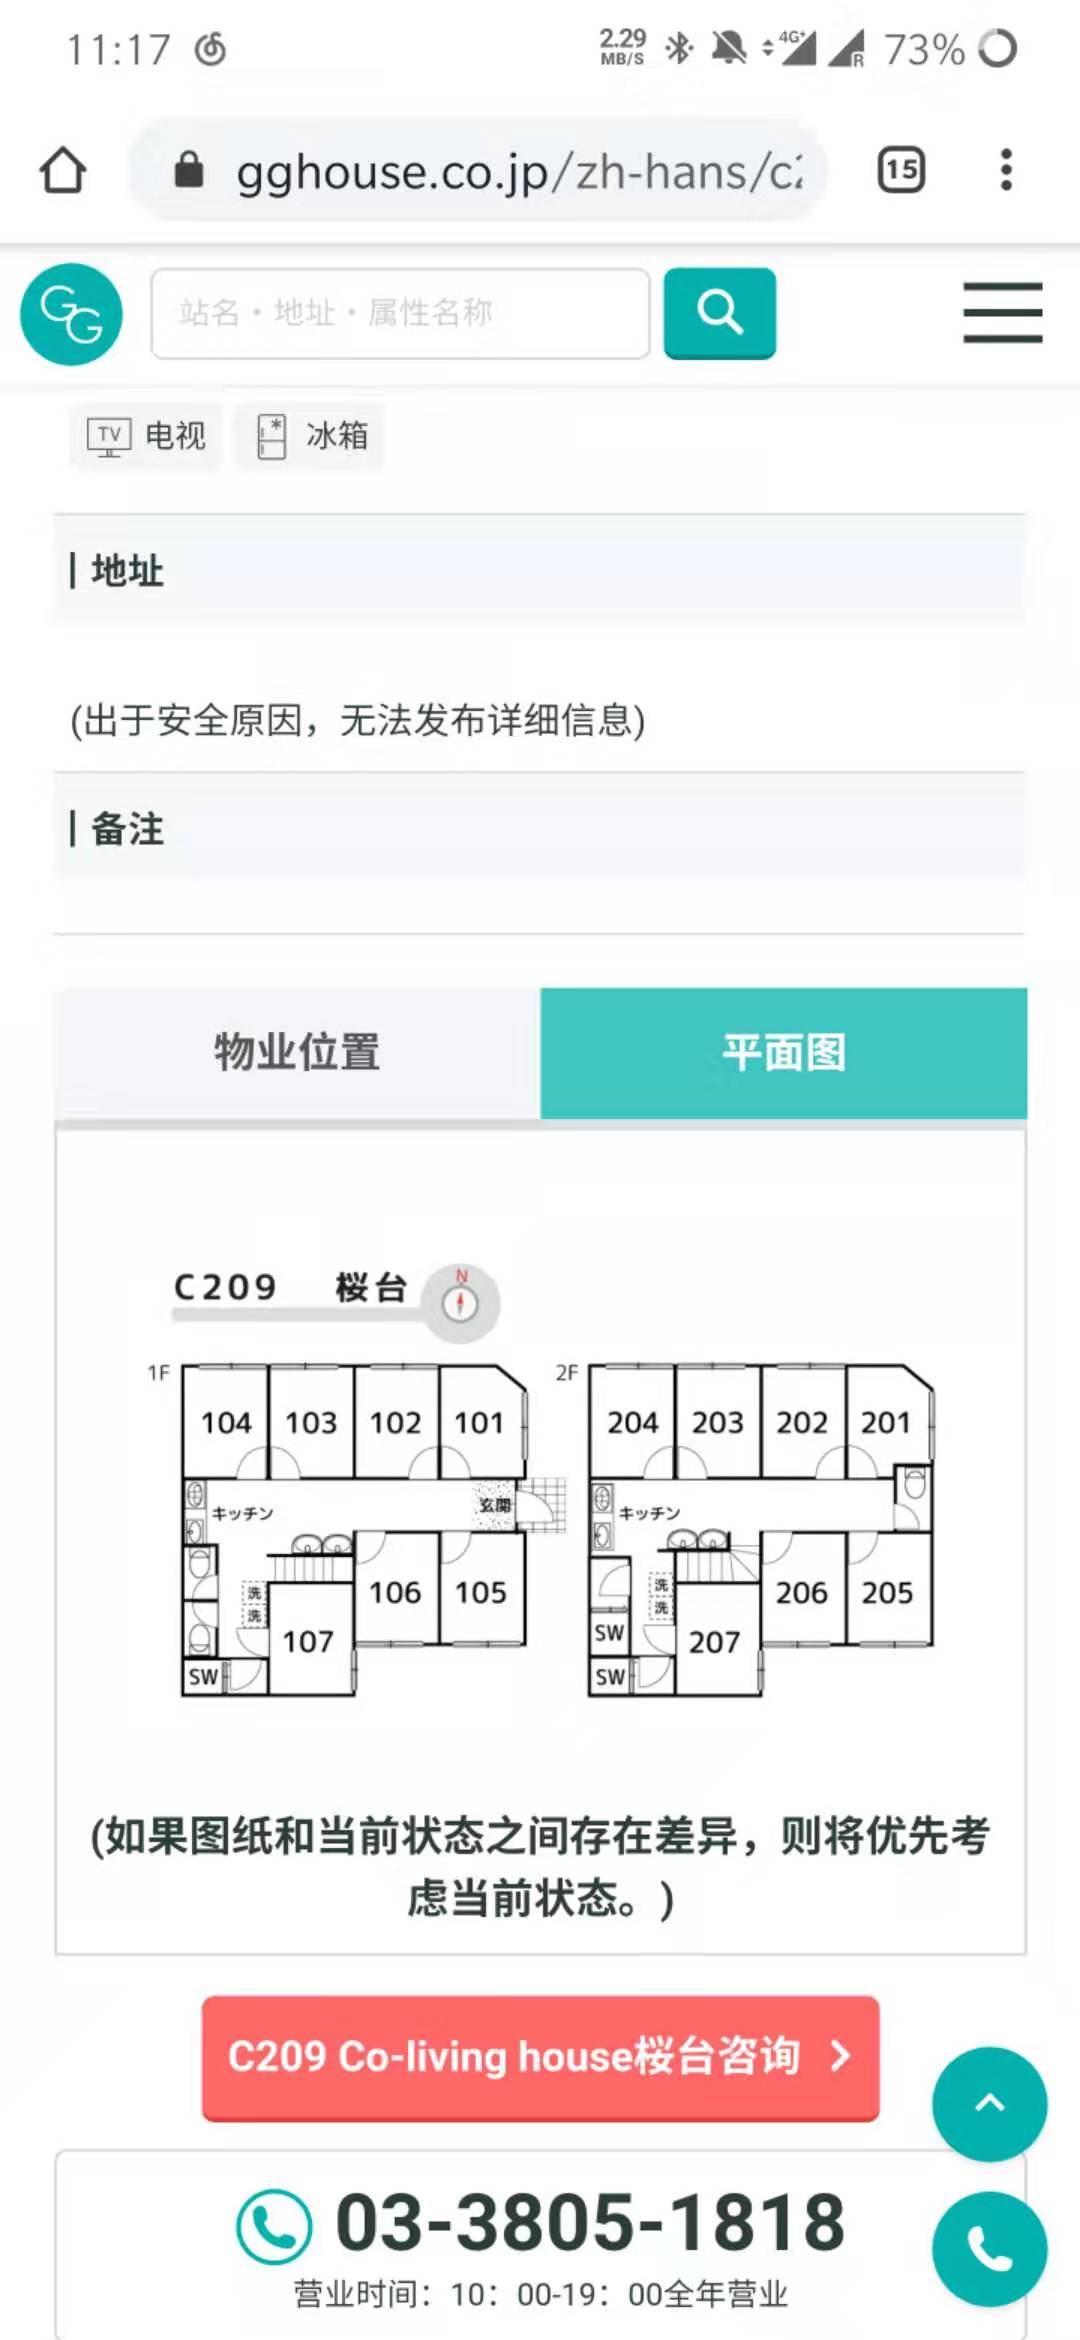 11:17
2.29
MB/S
4G+
R
73%
gghouse.co.jp/zh-hans/c2
15
GG
站名・地址・属性名称
TV 电视
冰箱
地址
(出于安全原因，无法发布详细信息)
备注
物业位置
平面图
C209 桜台
N
1F
104 103 102 101
キッチン
玄関
106 105
洗
洗
107
SW
2F
204 203 202 201
キッチン
206 205
洗
洗
SW
207
SW
(如果图纸和当前状态之间存在差异，则将优先考
虑当前状态。)
C209 Co-living house桜台咨询
03-3805-1818
营业时间：10：00-19：00全年营业